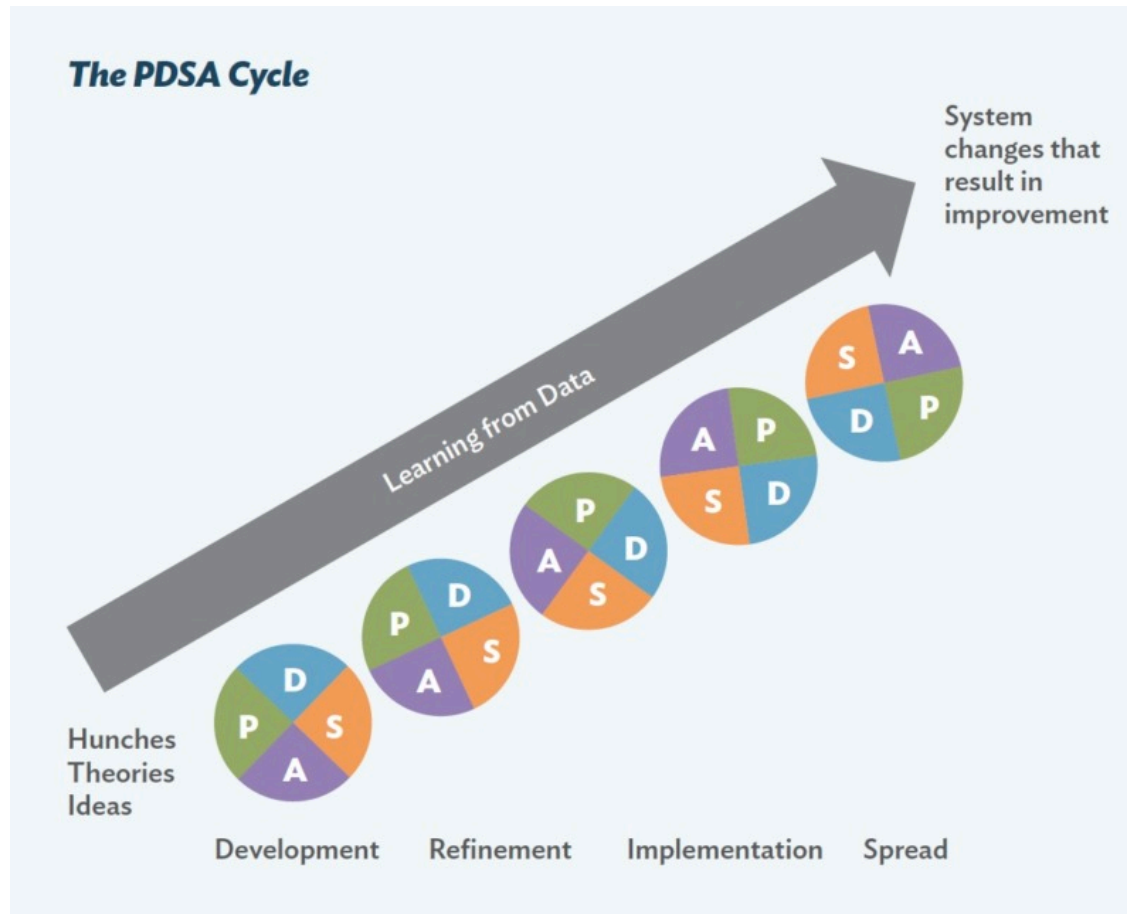 The PDSA Cycle
System
changes that
result in
improvement
Learning from Data
S A
D P
A P
S D
P
A D
S
D
P S
A
D
P S
A
Hunches
Theories
Ideas
Development Refinement Implementation Spread